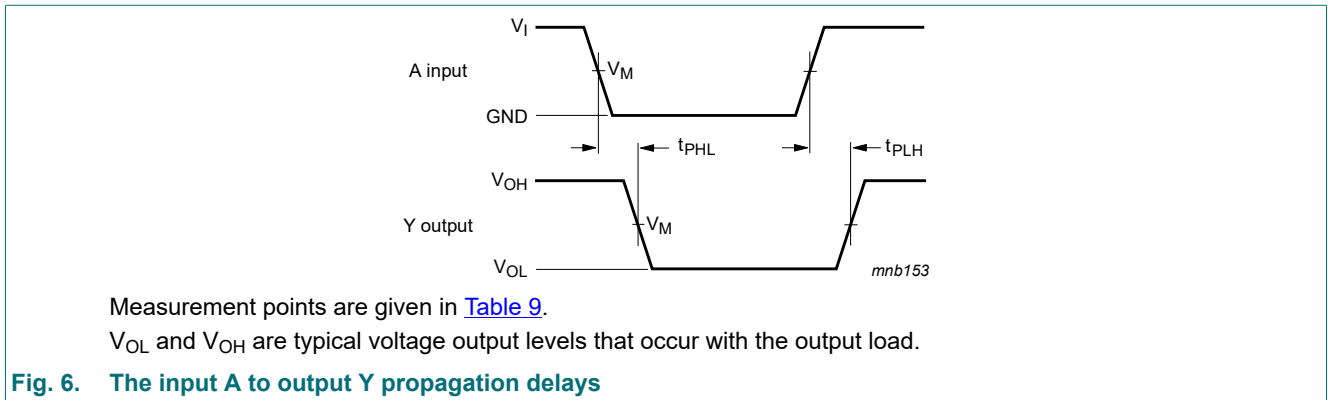 V_I
A input
V_M
GND
t_PHL
t_PLH
V_OH
Y output
V_M
V_OL
mnb153
Measurement points are given in Table 9.
V_OL and V_OH are typical voltage output levels that occur with the output load.
Fig. 6. The input A to output Y propagation delays